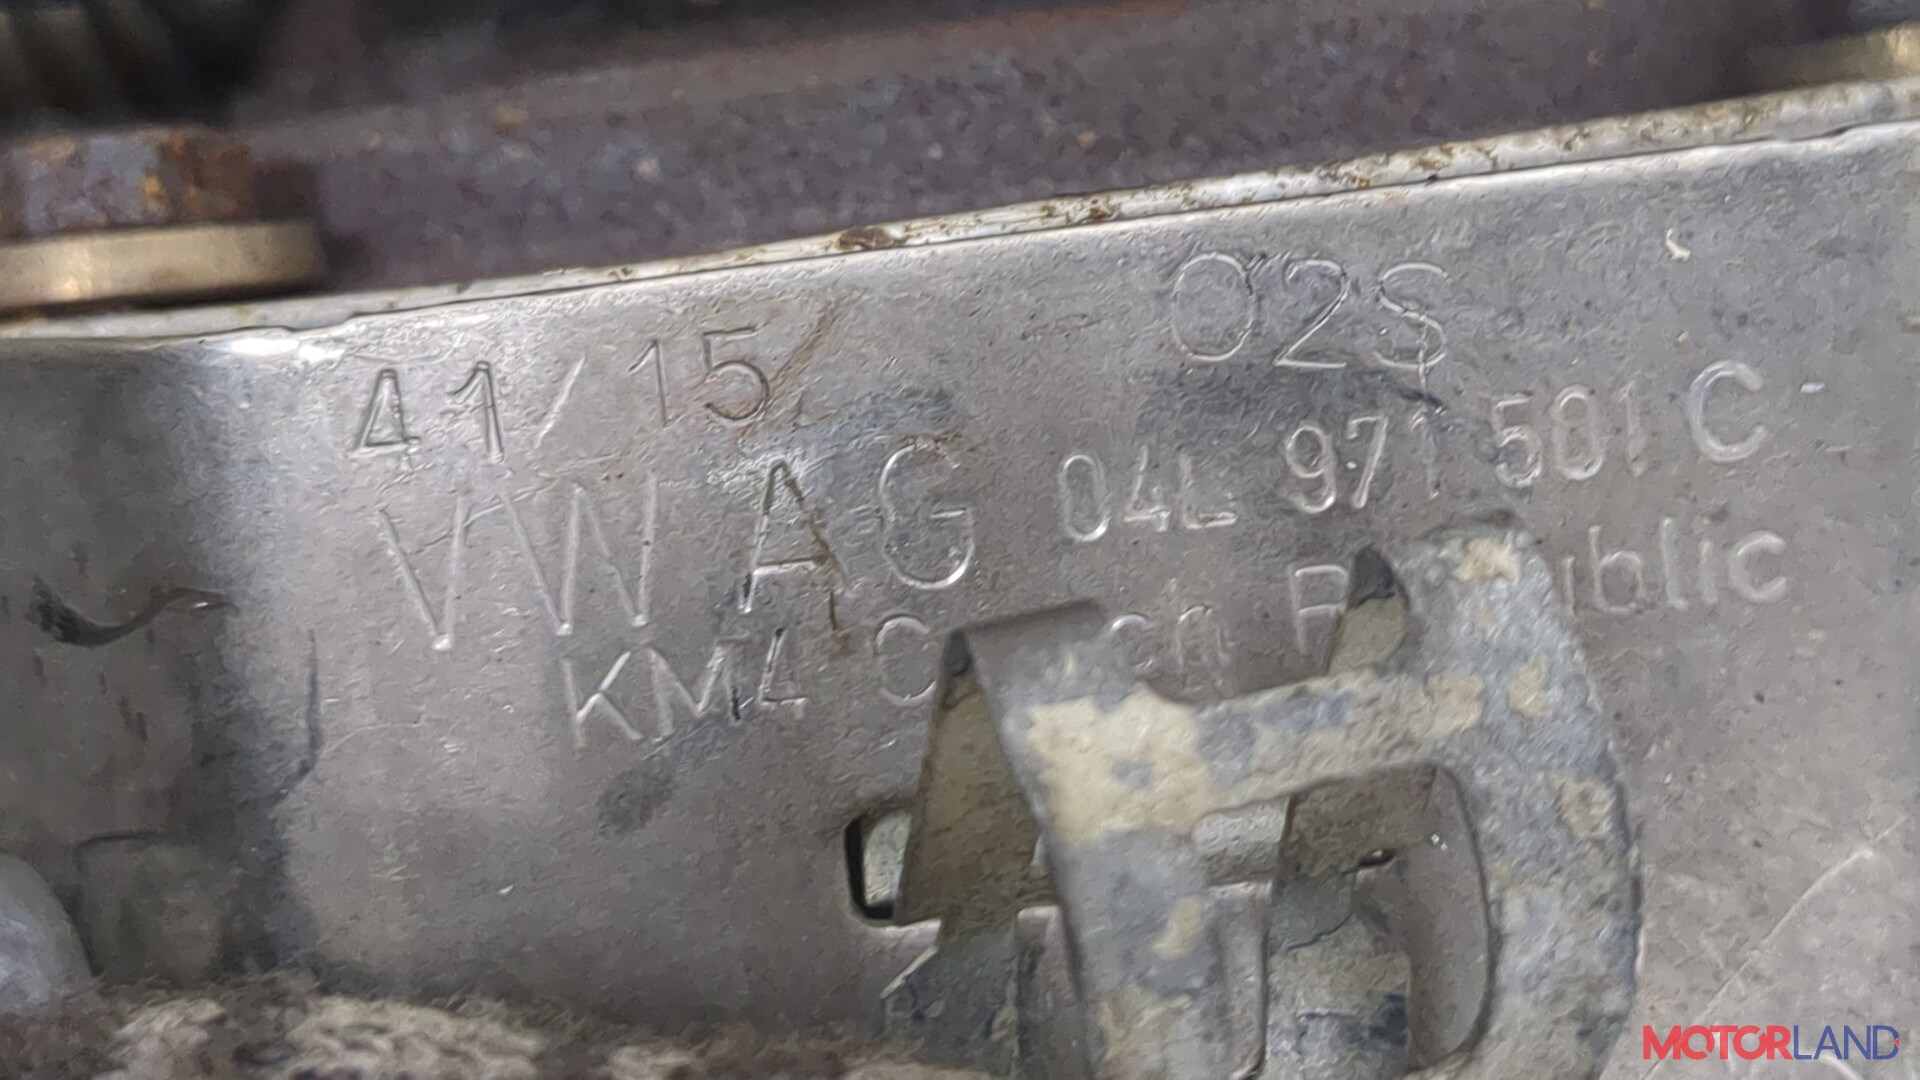 41/15 02S
VW AG 04L 971 501 C
KM4
MOTORLAND